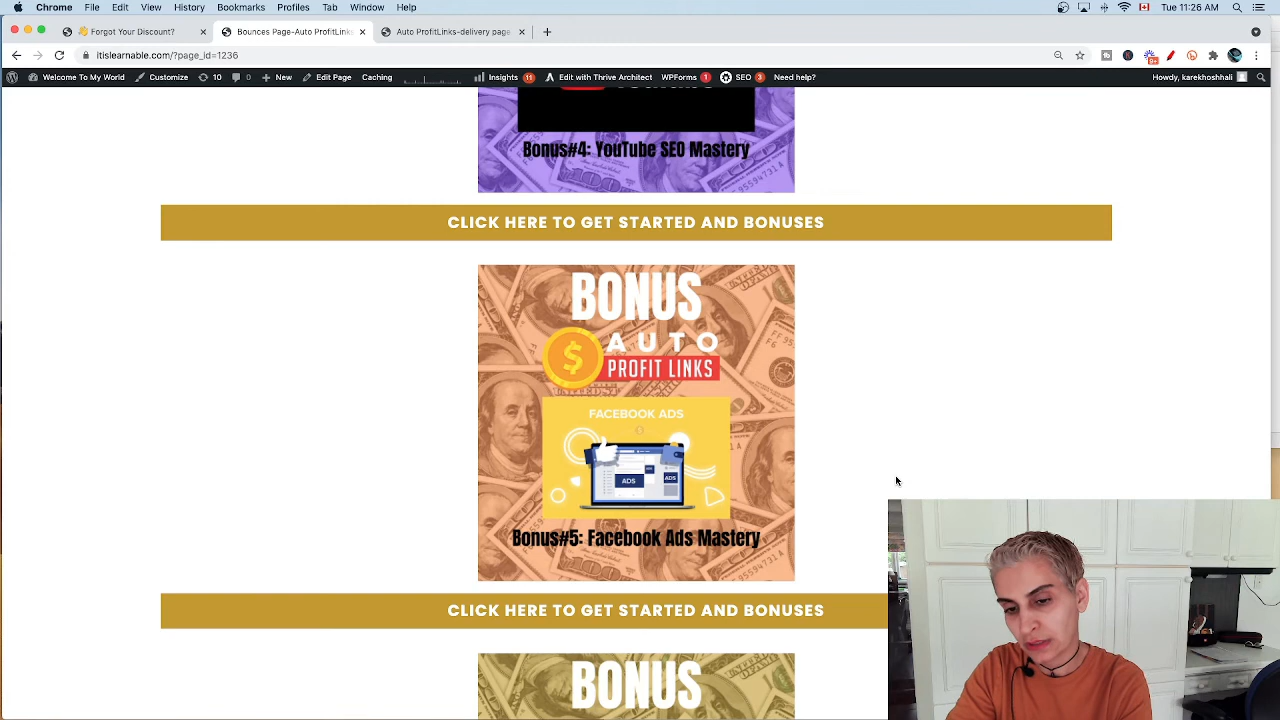 Chrome File Edit View History Bookmarks Profiles Tab Window Help Tue 11:26 AM
Forgot Your Discount? Bounces Page-Auto ProfitLinks Auto ProfitLinks-delivery page
itislearnable.com/?page_id=1236
Welcome To My World Customize 10 0 New Edit Page Caching Insights 11 Edit with Thrive Architect WPForms 1 SEO 3 Need help? Howdy, karekhoshali
Bonus#4: YouTube SEO Mastery
CLICK HERE TO GET STARTED AND BONUSES
BONUS
AUTO
$
PROFIT LINKS
FACEBOOK ADS
ADS
ADS
Bonus#5: Facebook Ads Mastery
CLICK HERE TO GET STARTED AND BONUSES
BONUS